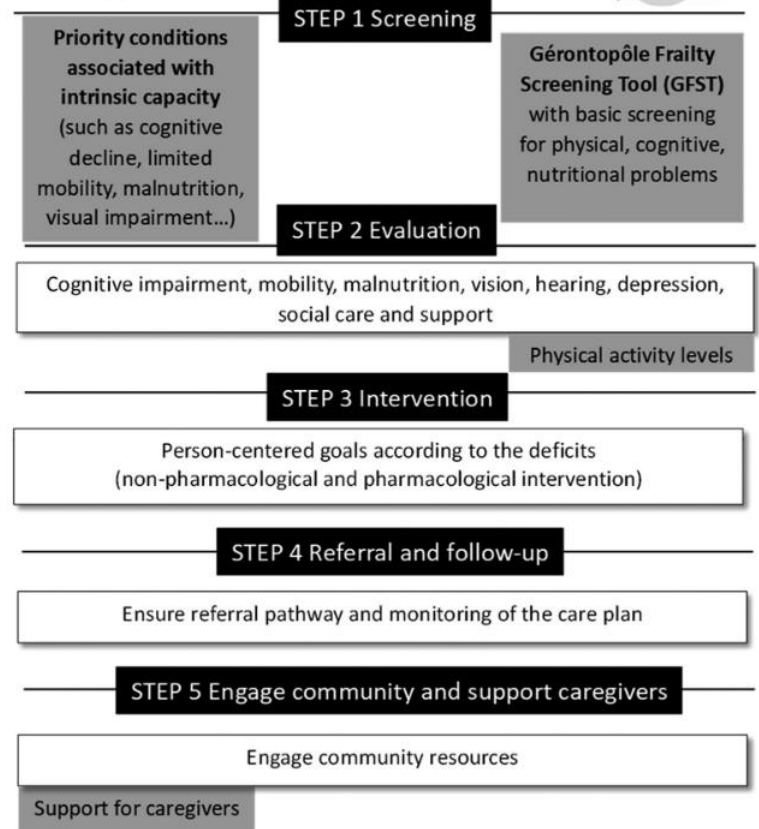 STEP 1 Screening
Priority conditions
associated with
intrinsic capacity
(such as cognitive
decline, limited
mobility, malnutrition,
visual impairment...)
Gérontopôle Frailty
Screening Tool (GFST)
with basic screening
for physical, cognitive,
nutritional problems
STEP 2 Evaluation
Cognitive impairment, mobility, malnutrition, vision, hearing, depression,
social care and support
Physical activity levels
STEP 3 Intervention
Person-centered goals according to the deficits
(non-pharmacological and pharmacological intervention)
STEP 4 Referral and follow-up
Ensure referral pathway and monitoring of the care plan
STEP 5 Engage community and support caregivers
Engage community resources
Support for caregivers